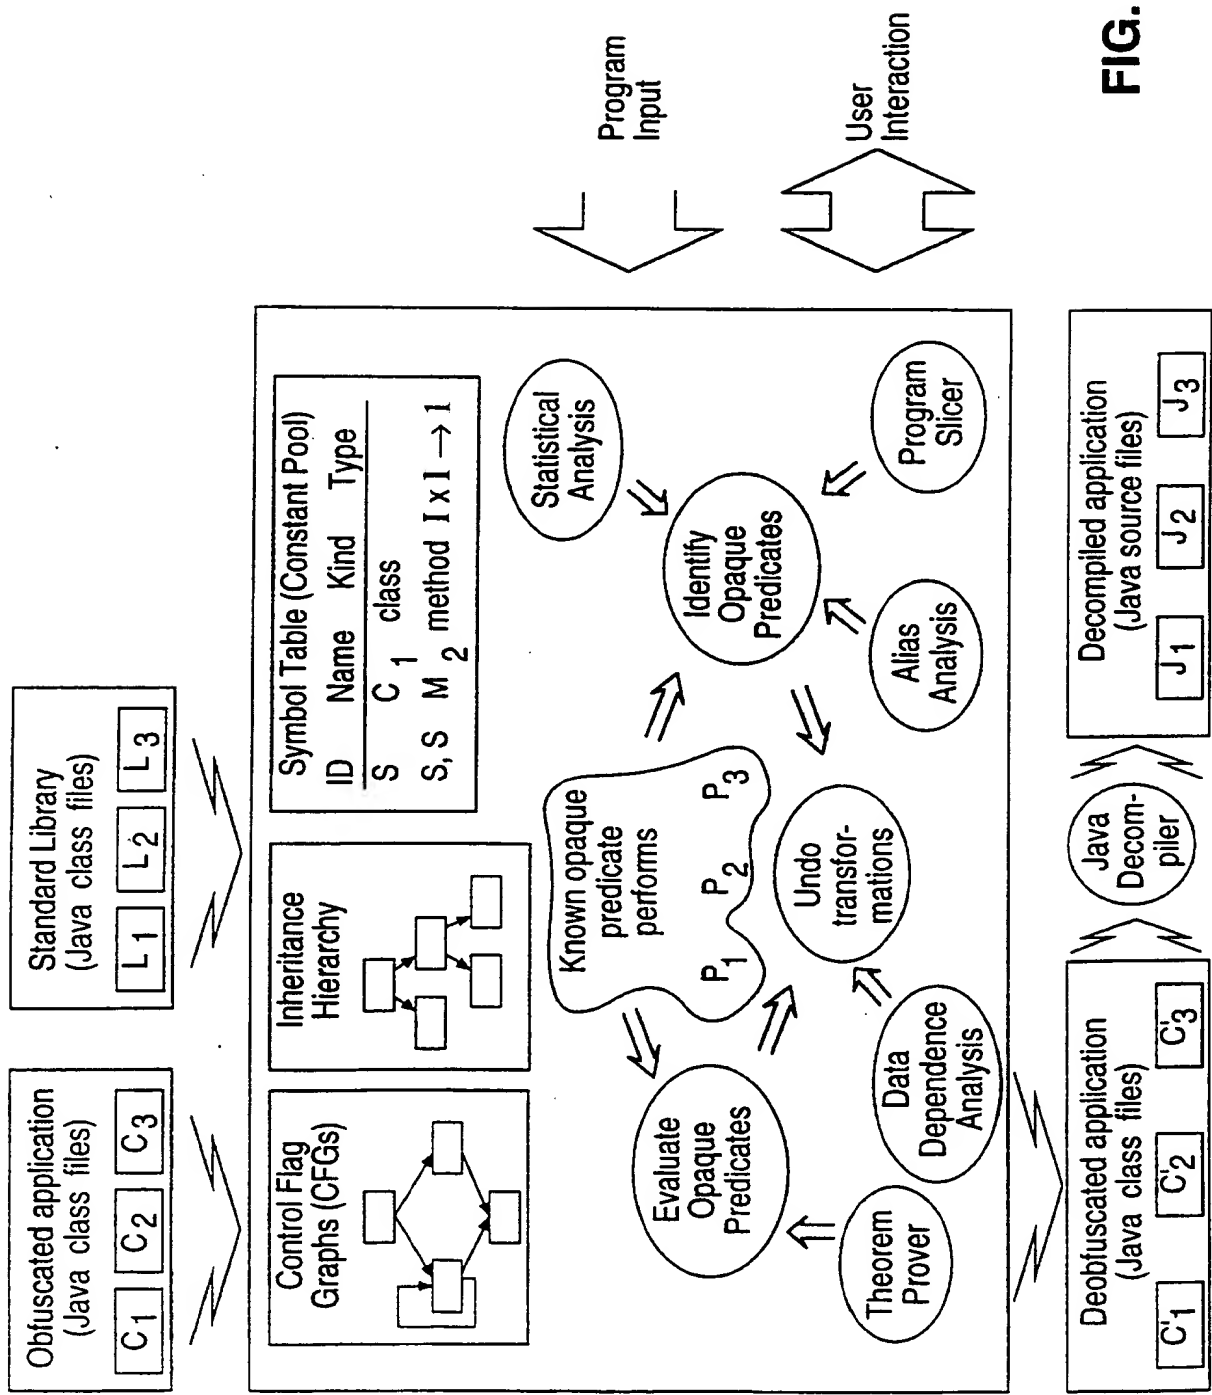 Obfuscated application
(Java class files)
C1 C2 C3
Standard Library
(Java class files)
L1 L2 L3
Control Flag
Graphs (CFGs)
Inheritance
Hierarchy
Symbol Table (Constant Pool)
ID Name Kind Type
S C1 class
S, S M2 method I x I → 1
Known opaque
predicate
performs
P1 P2 P3
Statistical
Analysis
Evaluate
Opaque
Predicates
Identify
Opaque
Predicates
Undo
transfor-
mations
Theorem
Prover
Data
Dependence
Analysis
Alias
Analysis
Program
Slicer
Program
Input
User
Interaction
Deobfuscated application
(Java class files)
C'1 C'2 C'3
Java
Decom-
piler
Decompiled application
(Java source files)
J1 J2 J3
FIG.